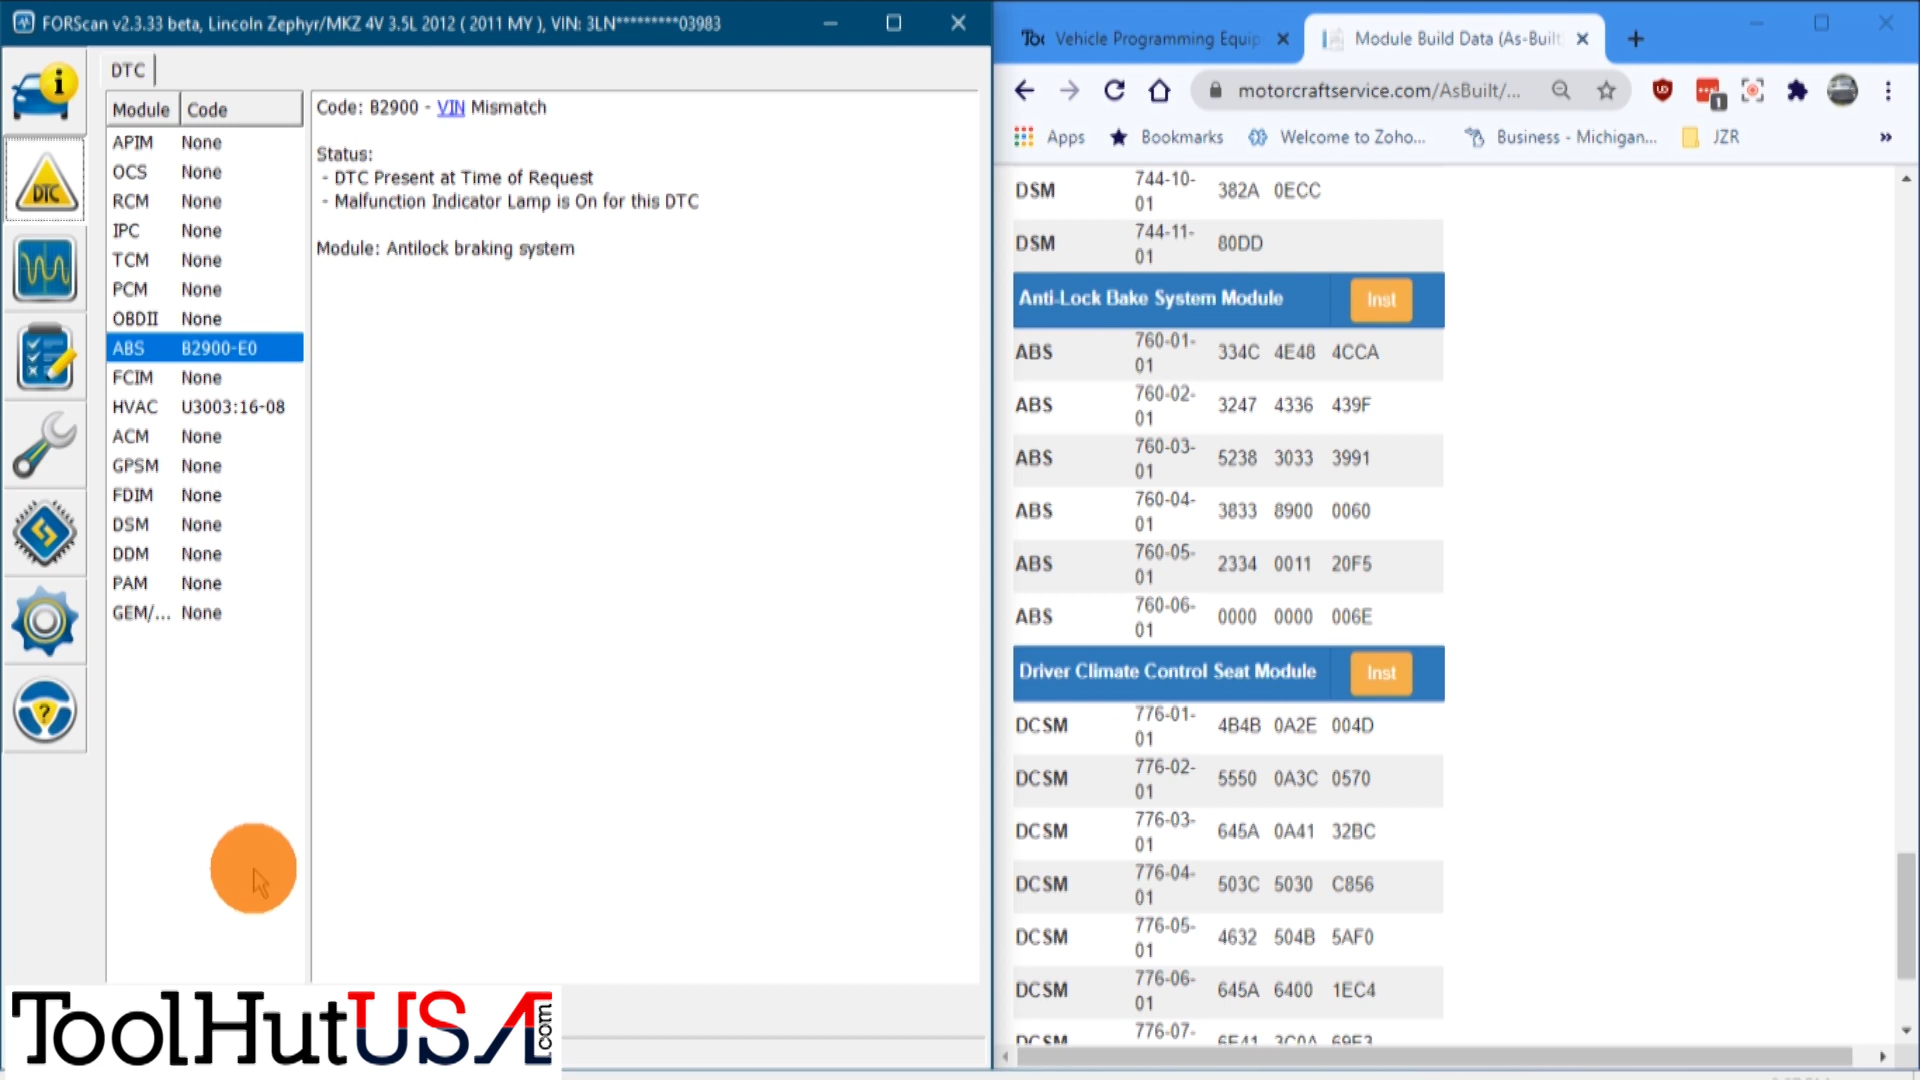 FORScan v2.3.33 beta, Lincoln Zephyr/MKZ 4V 3.5L 2012 ( 2011 MY ), VIN: 3LN*********03983
DTC
Module Code
APIM None
OCS None
RCM None
IPC None
TCM None
PCM None
OBDII None
ABS B2900-E0
FCIM None
HVAC U3003:16-08
ACM None
GPSM None
FDIM None
DSM None
DDM None
PAM None
GEM/... None
Code: B2900 - VIN Mismatch
Status:
- DTC Present at Time of Request
- Malfunction Indicator Lamp is On for this DTC
Module: Antilock braking system
i
DTC
?
ToolHutUSA.com
Vehicle Programming Equip
Module Build Data (As-Built
motorcraftservice.com/AsBuilt/...
1
Apps Bookmarks Welcome to Zoho... Business - Michigan... JZR »
DSM 744-10-01 382A 0ECC
DSM 744-11-01 80DD
Anti-Lock Bake System Module Inst
ABS 760-01-01 334C 4E48 4CCA
ABS 760-02-01 3247 4336 439F
ABS 760-03-01 5238 3033 3991
ABS 760-04-01 3833 8900 0060
ABS 760-05-01 2334 0011 20F5
ABS 760-06-01 0000 0000 006E
Driver Climate Control Seat Module Inst
DCSM 776-01-01 4B4B 0A2E 004D
DCSM 776-02-01 5550 0A3C 0570
DCSM 776-03-01 645A 0A41 32BC
DCSM 776-04-01 503C 5030 C856
DCSM 776-05-01 4632 504B 5AF0
DCSM 776-06-01 645A 6400 1EC4
DCSM 776-07- 6E41 3C0A 69E3